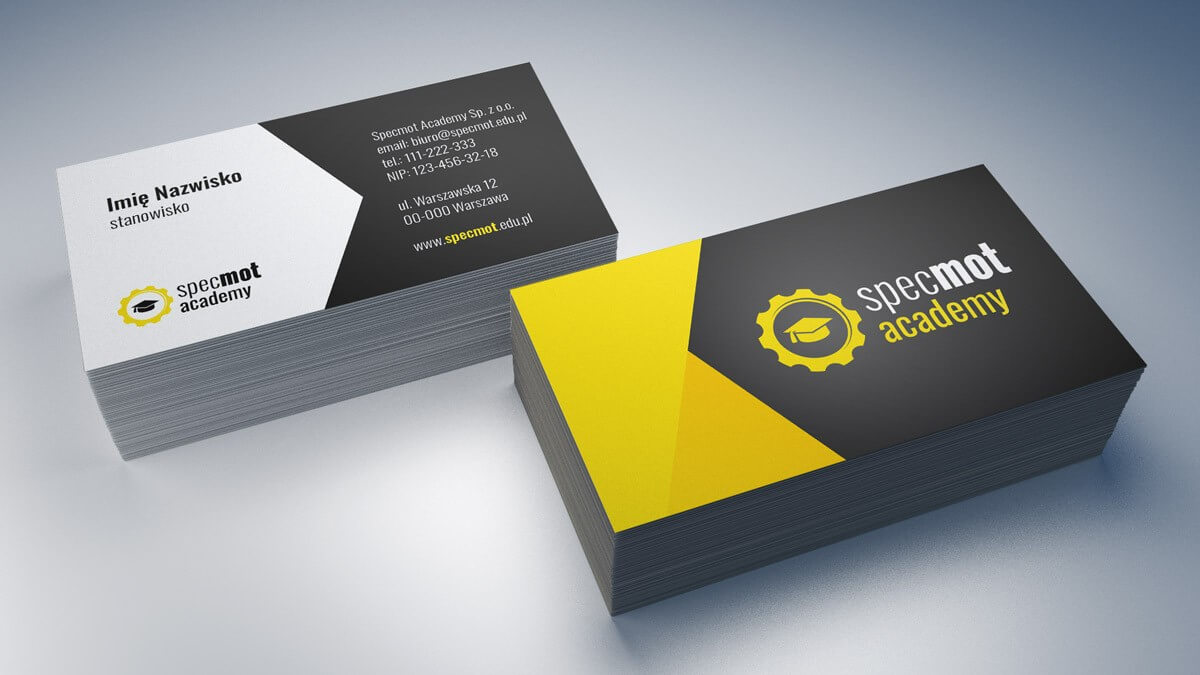 Imię Nazwisko
stanowisko
specmot
academy
Specmot Academy Sp. z o.o.
email: biuro@specmot.edu.pl
tel.: 111-222-333
NIP: 123-456-32-18
ul. Warszawska 12
00-000 Warszawa
www.specmot.edu.pl
specmot
academy